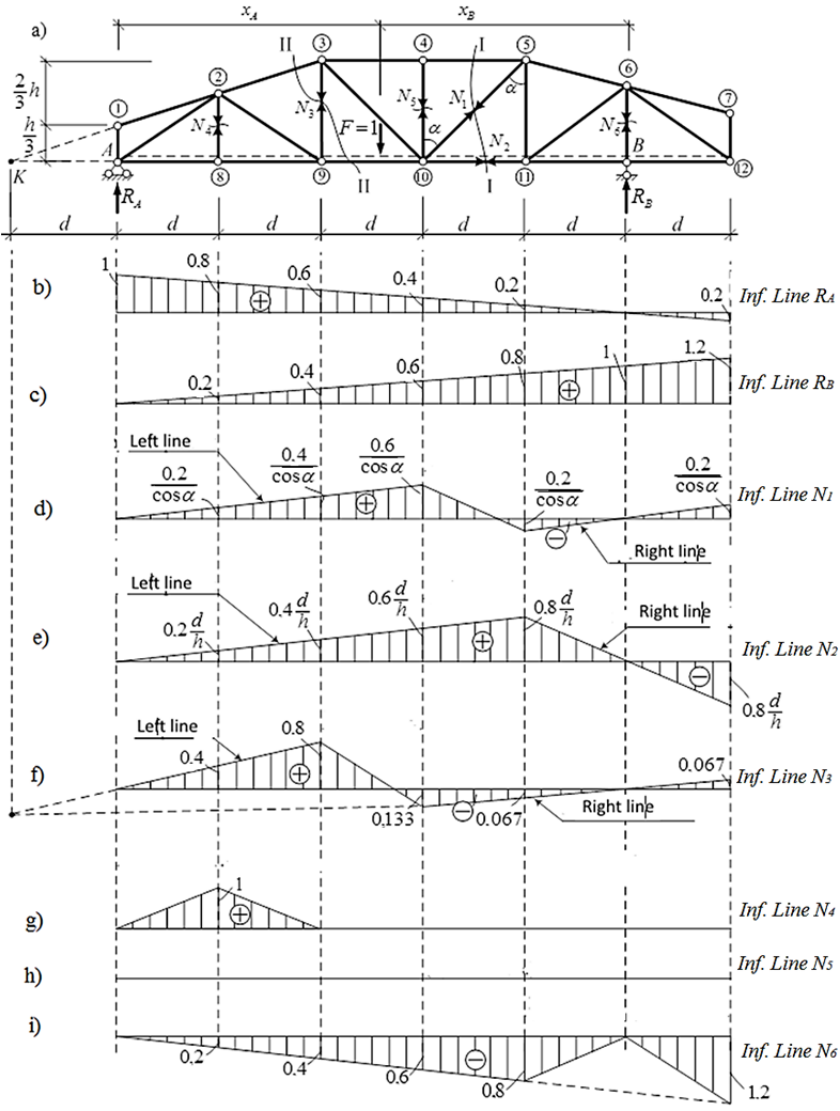 a)
x_A
x_B
II
3
4
5
I
2/3 h
2
6
N_1
α
N_3
N_5
h/3
1
N_4
F=1
α
N_2
N_6
7
A
B
K
8
9
10
11
12
II
I
R_A
R_B
d d d d d d d
b)
1
0.8
0.6
0.4
0.2
0.2
Inf. Line R_A
c)
0.2
0.4
0.6
0.8
1
1.2
Inf. Line R_B
d)
Left line
0.2/cosα
0.4/cosα
0.6/cosα
0.2/cosα
0.2/cosα
Right line
Inf. Line N_1
e)
Left line
0.2 d/h
0.4 d/h
0.6 d/h
0.8 d/h
Right line
0.8 d/h
Inf. Line N_2
f)
Left line
0.4
0.8
0,133
0.067
0.067
Right line
Inf. Line N_3
g)
1
Inf. Line N_4
h)
Inf. Line N_5
i)
0,2
0.4
0.6
0.8
1.2
Inf. Line N_6